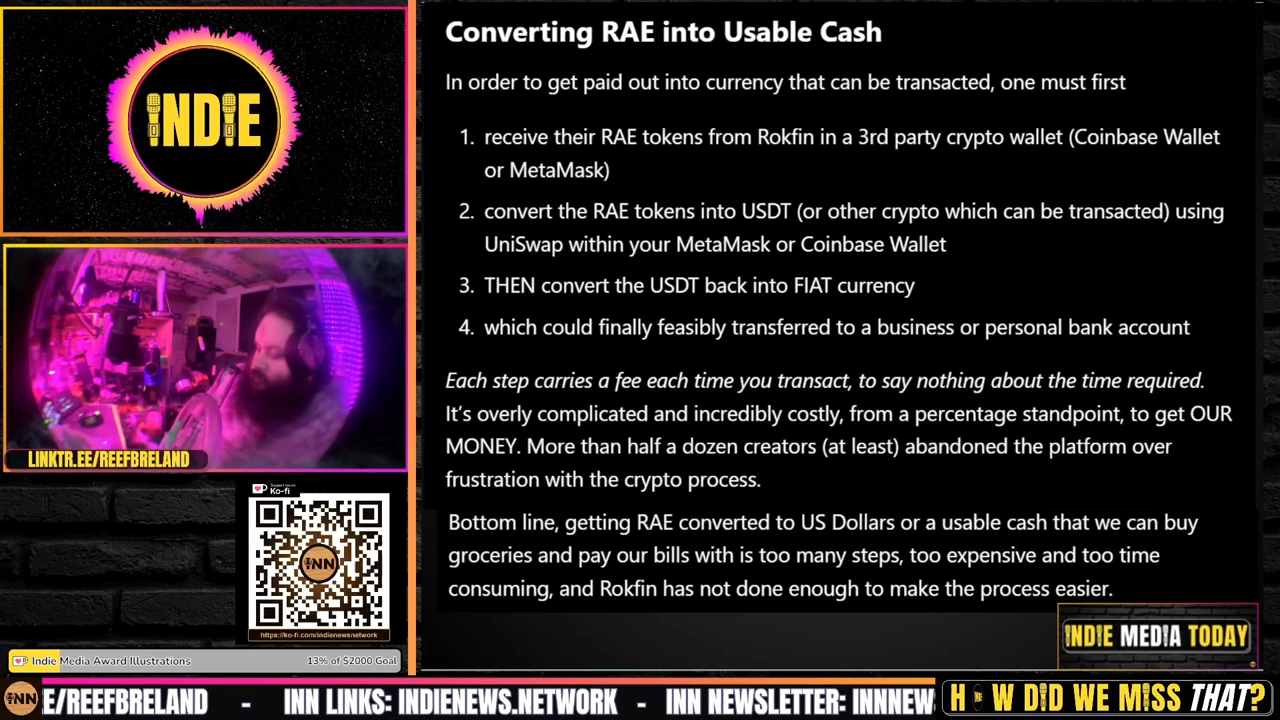 INDIE
LINKTR.EE/REEFBRELAND
Support me on
Ko-fi
INN
https://ko-fi.com/indienewsnetwork
Indie Media Award Illustrations 13% of $2000 Goal
Converting RAE into Usable Cash
In order to get paid out into currency that can be transacted, one must first
1. receive their RAE tokens from Rokfin in a 3rd party crypto wallet (Coinbase Wallet
or MetaMask)
2. convert the RAE tokens into USDT (or other crypto which can be transacted) using
UniSwap within your MetaMask or Coinbase Wallet
3. THEN convert the USDT back into FIAT currency
4. which could finally feasibly transferred to a business or personal bank account
Each step carries a fee each time you transact, to say nothing about the time required.
It's overly complicated and incredibly costly, from a percentage standpoint, to get OUR
MONEY. More than half a dozen creators (at least) abandoned the platform over
frustration with the crypto process.
Bottom line, getting RAE converted to US Dollars or a usable cash that we can buy
groceries and pay our bills with is too many steps, too expensive and too time
consuming, and Rokfin has not done enough to make the process easier.
INDIE MEDIA TODAY
INN E/REEFBRELAND - INN LINKS: INDIENEWS.NETWORK - INN NEWSLETTER: INNNEW
HOW DID WE MISS THAT?